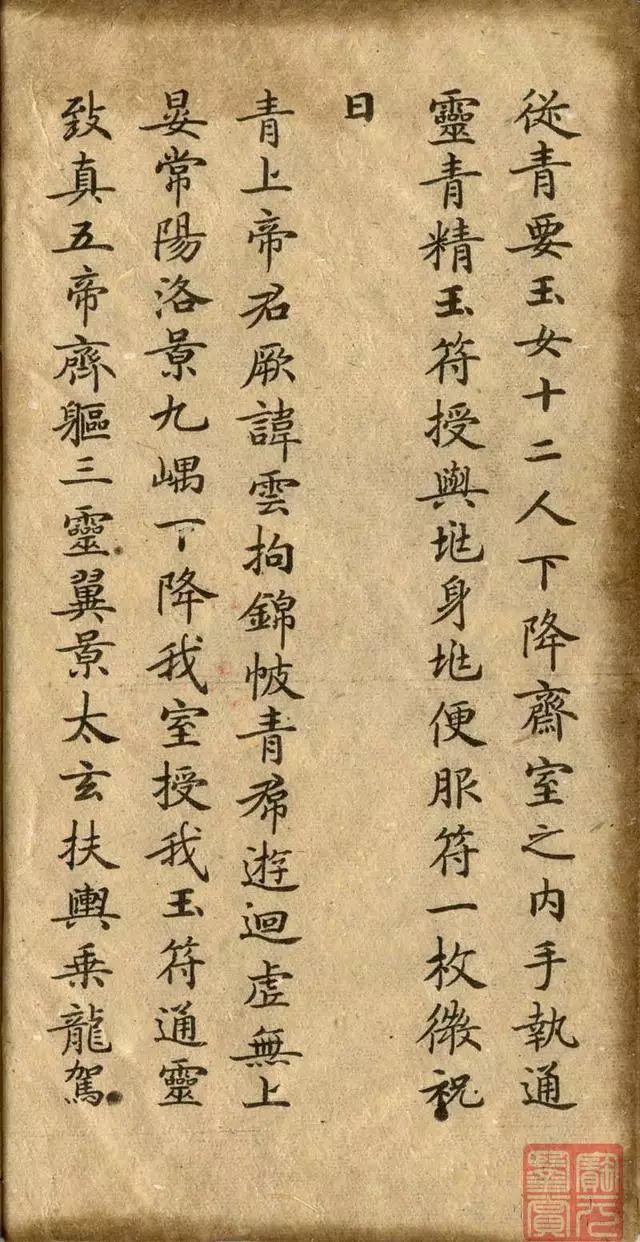 從青要玉女十二人下降齋室之內手執通
靈青精玉符授與兆身兆便服符一枚微祝
曰
青上帝君厥諱雲拘錦帔青帬遊迴虛無上
晏常陽洛景九嵎下降我室授我玉符通靈
致真五帝齊軀三靈翼景太玄扶輿乘龍駕